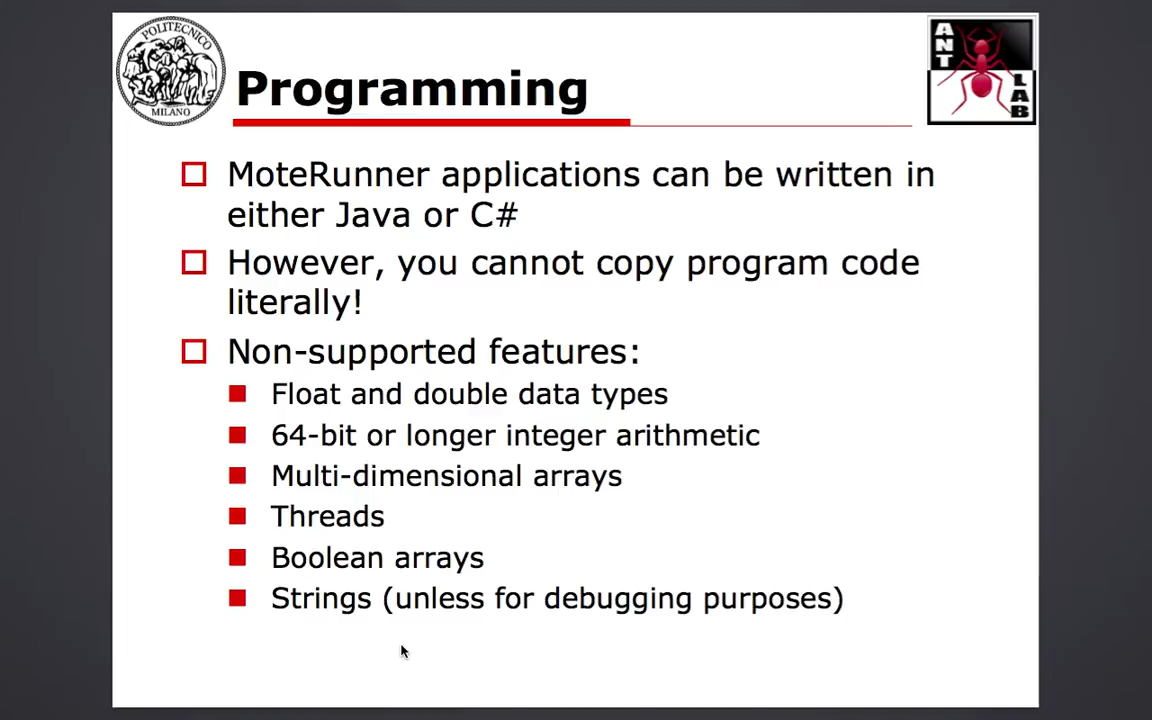 POLITECNICO
MILANO
Programming
ANT
LAB
MoteRunner applications can be written in
either Java or C#
However, you cannot copy program code
literally!
Non-supported features:
Float and double data types
64-bit or longer integer arithmetic
Multi-dimensional arrays
Threads
Boolean arrays
Strings (unless for debugging purposes)